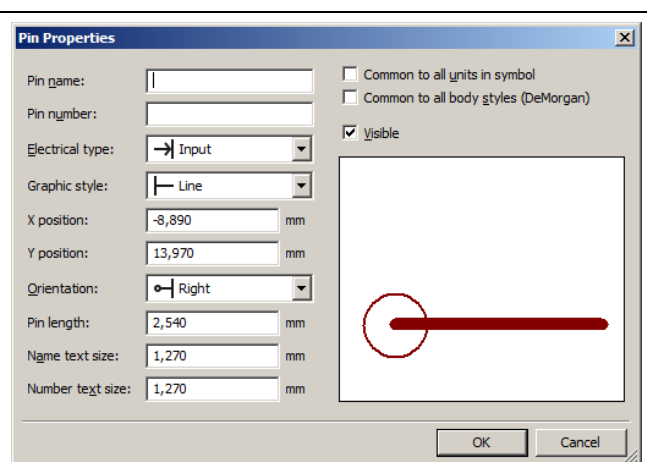 Pin Properties
Pin name:
Common to all units in symbol
Pin number:
Common to all body styles (DeMorgan)
Visible
Electrical type:
Input
Graphic style:
Line
X position:
-8,890
mm
Y position:
13,970
mm
Orientation:
Right
Pin length:
2,540
mm
Name text size:
1,270
mm
Number text size:
1,270
mm
OK
Cancel